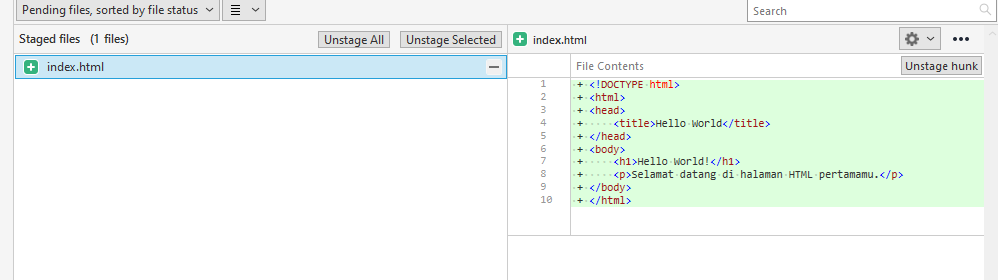 Pending files, sorted by file status
Search
Staged files (1 files)
Unstage All
Unstage Selected
index.html
index.html
File Contents
Unstage hunk
1 + <!DOCTYPE html>
2 + <html>
3 + <head>
4 +     <title>Hello World</title>
5 + </head>
6 + <body>
7 +     <h1>Hello World!</h1>
8 +     <p>Selamat datang di halaman HTML pertamamu.</p>
9 + </body>
10 + </html>